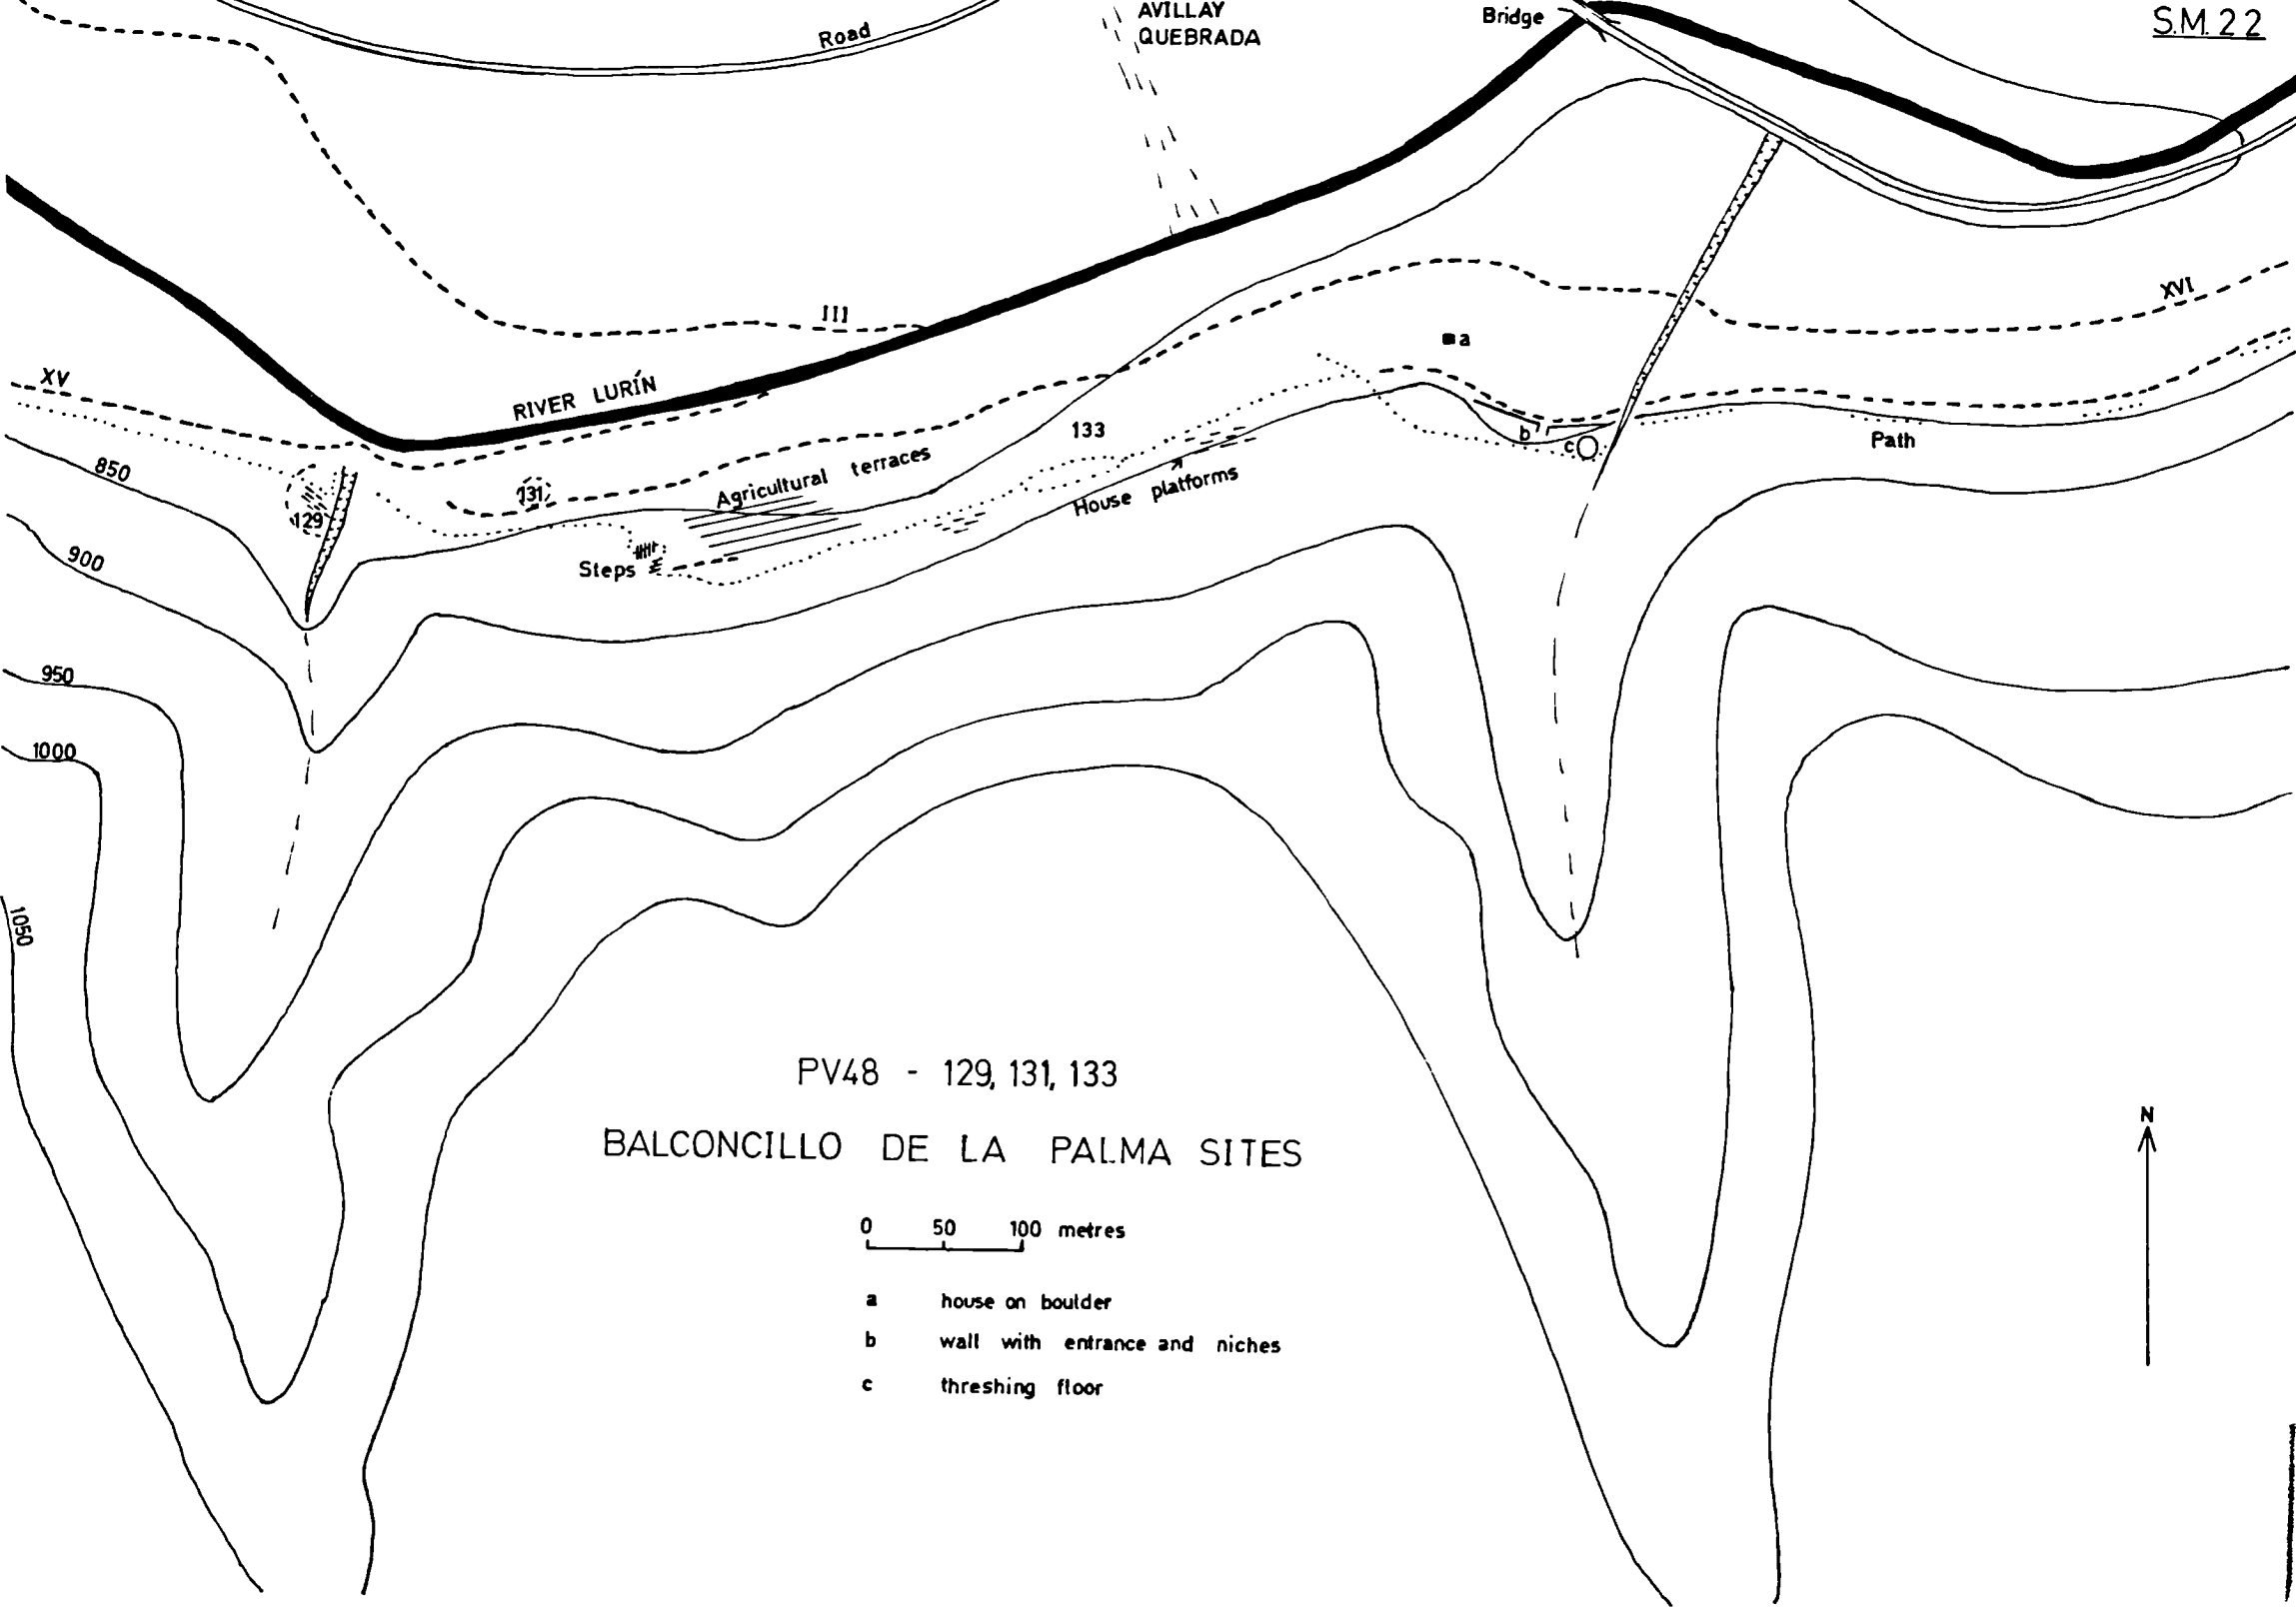 AVILLAY
QUEBRADA
Bridge
S.M.22
Road
III
XVI
a
XV
RIVER LURÍN
133
b
c
Path
850
Agricultural terraces
131
129
House platforms
900
Steps
950
1000
1050
PV48 - 129, 131, 133
BALCONCILLO DE LA PALMA SITES
N
0 50 100 metres
a house on boulder
b wall with entrance and niches
c threshing floor